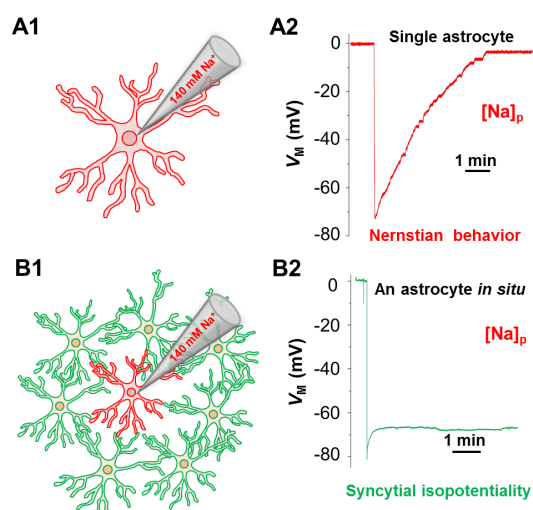 A1
140 mM Na⁺
A2
Single astrocyte
0
-20
-40
-60
-80
V_M (mV)
[Na]ₚ
1 min
Nernstian behavior
B1
140 mM Na⁺
B2
An astrocyte in situ
0
-20
-40
-60
-80
V_M (mV)
[Na]ₚ
1 min
Syncytial isopotentiality